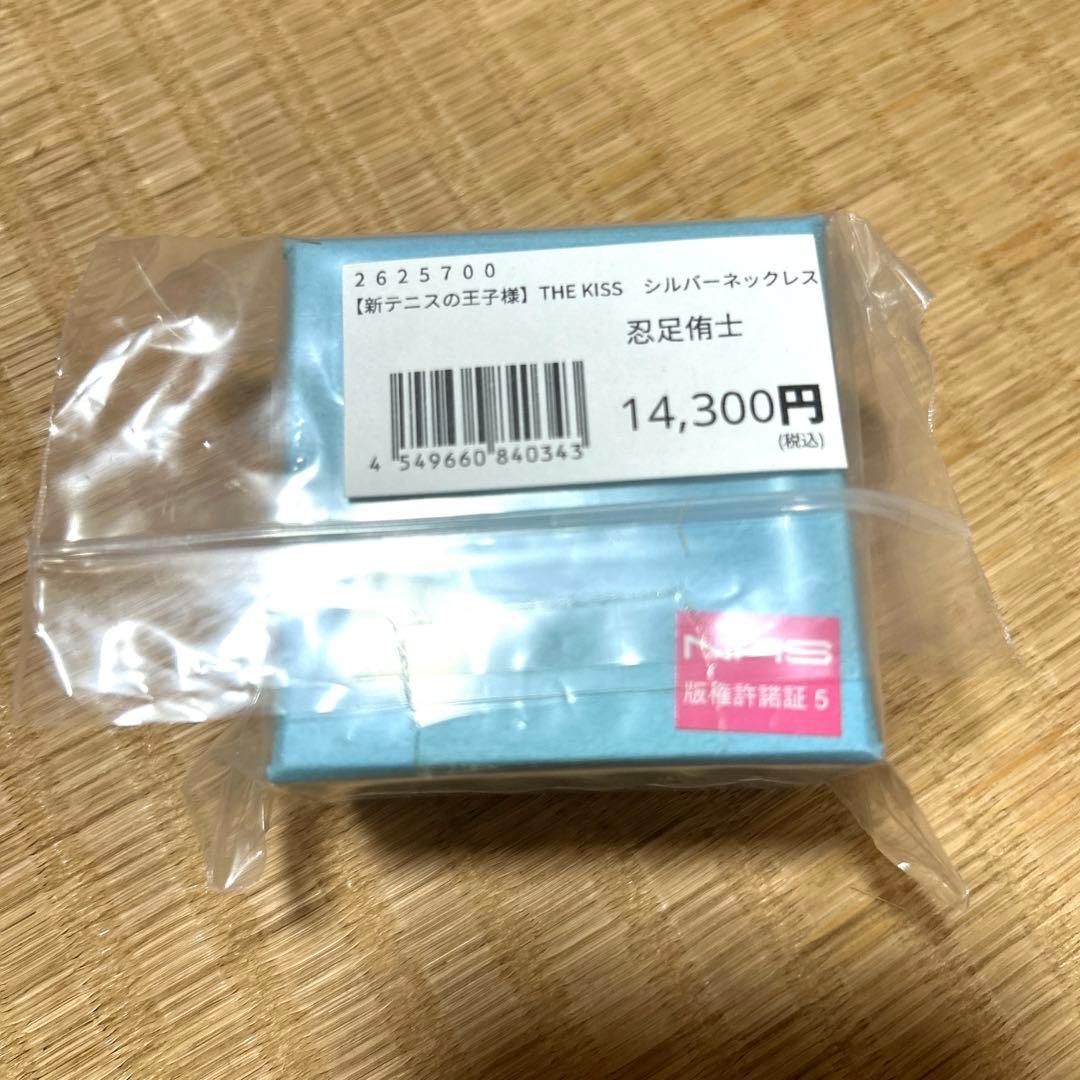 2625700
【新テニスの王子様】THE KISS　シルバーネックレス
忍足侑士
14,300円
(税込)
4 549660 840343
NAS
版権許諾証 5